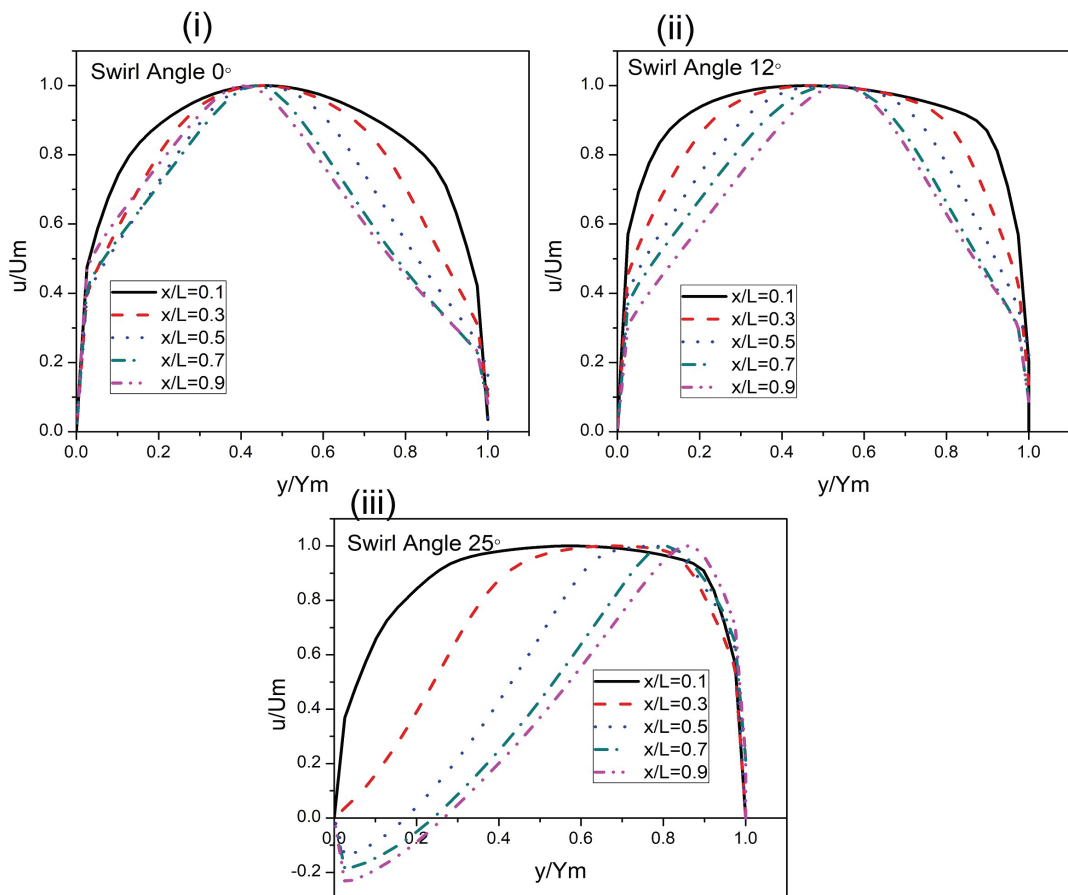 (i)
Swirl Angle 0°
1.0
0.8
0.6
0.4
0.2
0.0
u/Um
x/L=0.1
x/L=0.3
x/L=0.5
x/L=0.7
x/L=0.9
0.0 0.2 0.4 0.6 0.8 1.0
y/Ym
(ii)
Swirl Angle 12°
1.0
0.8
0.6
0.4
0.2
0.0
u/Um
x/L=0.1
x/L=0.3
x/L=0.5
x/L=0.7
x/L=0.9
0.0 0.2 0.4 0.6 0.8 1.0
y/Ym
(iii)
Swirl Angle 25°
1.0
0.8
0.6
0.4
0.2
0.0
-0.2
u/Um
x/L=0.1
x/L=0.3
x/L=0.5
x/L=0.7
x/L=0.9
0.0 0.2 0.4 0.6 0.8 1.0
y/Ym